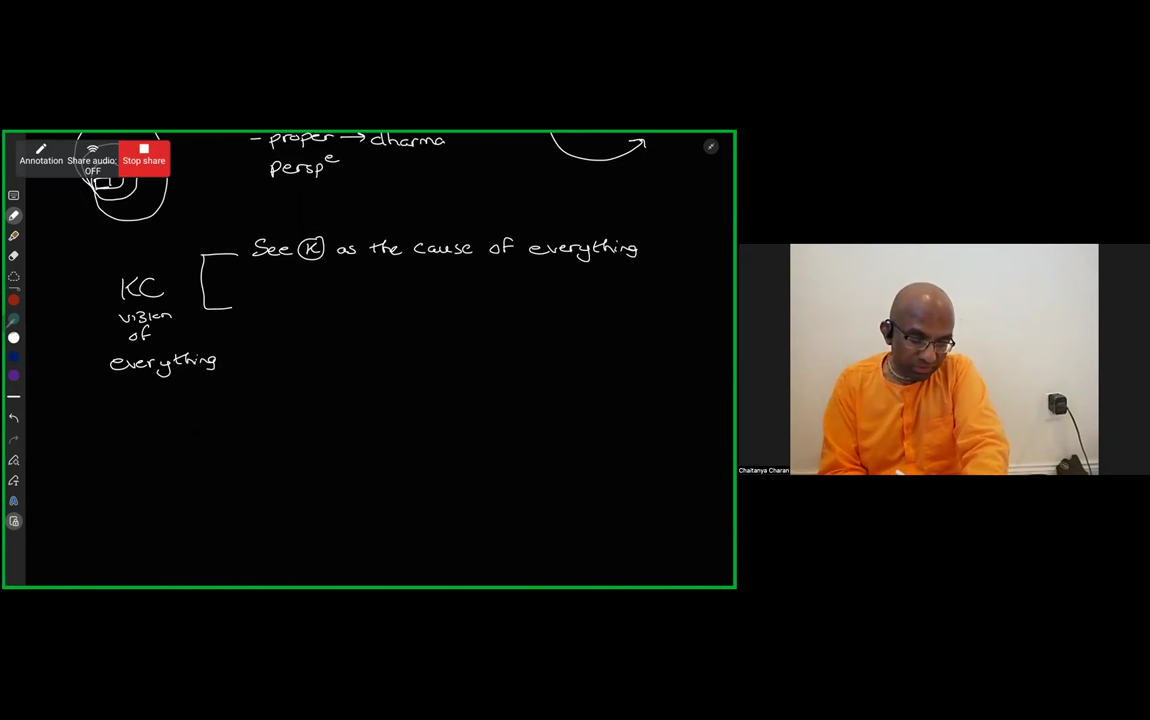 - proper → dharma
persp e
Annotation
Share audio:
OFF
Stop share
See K as the cause of everything
KC
vision
of
everything
Chaitanya Charan